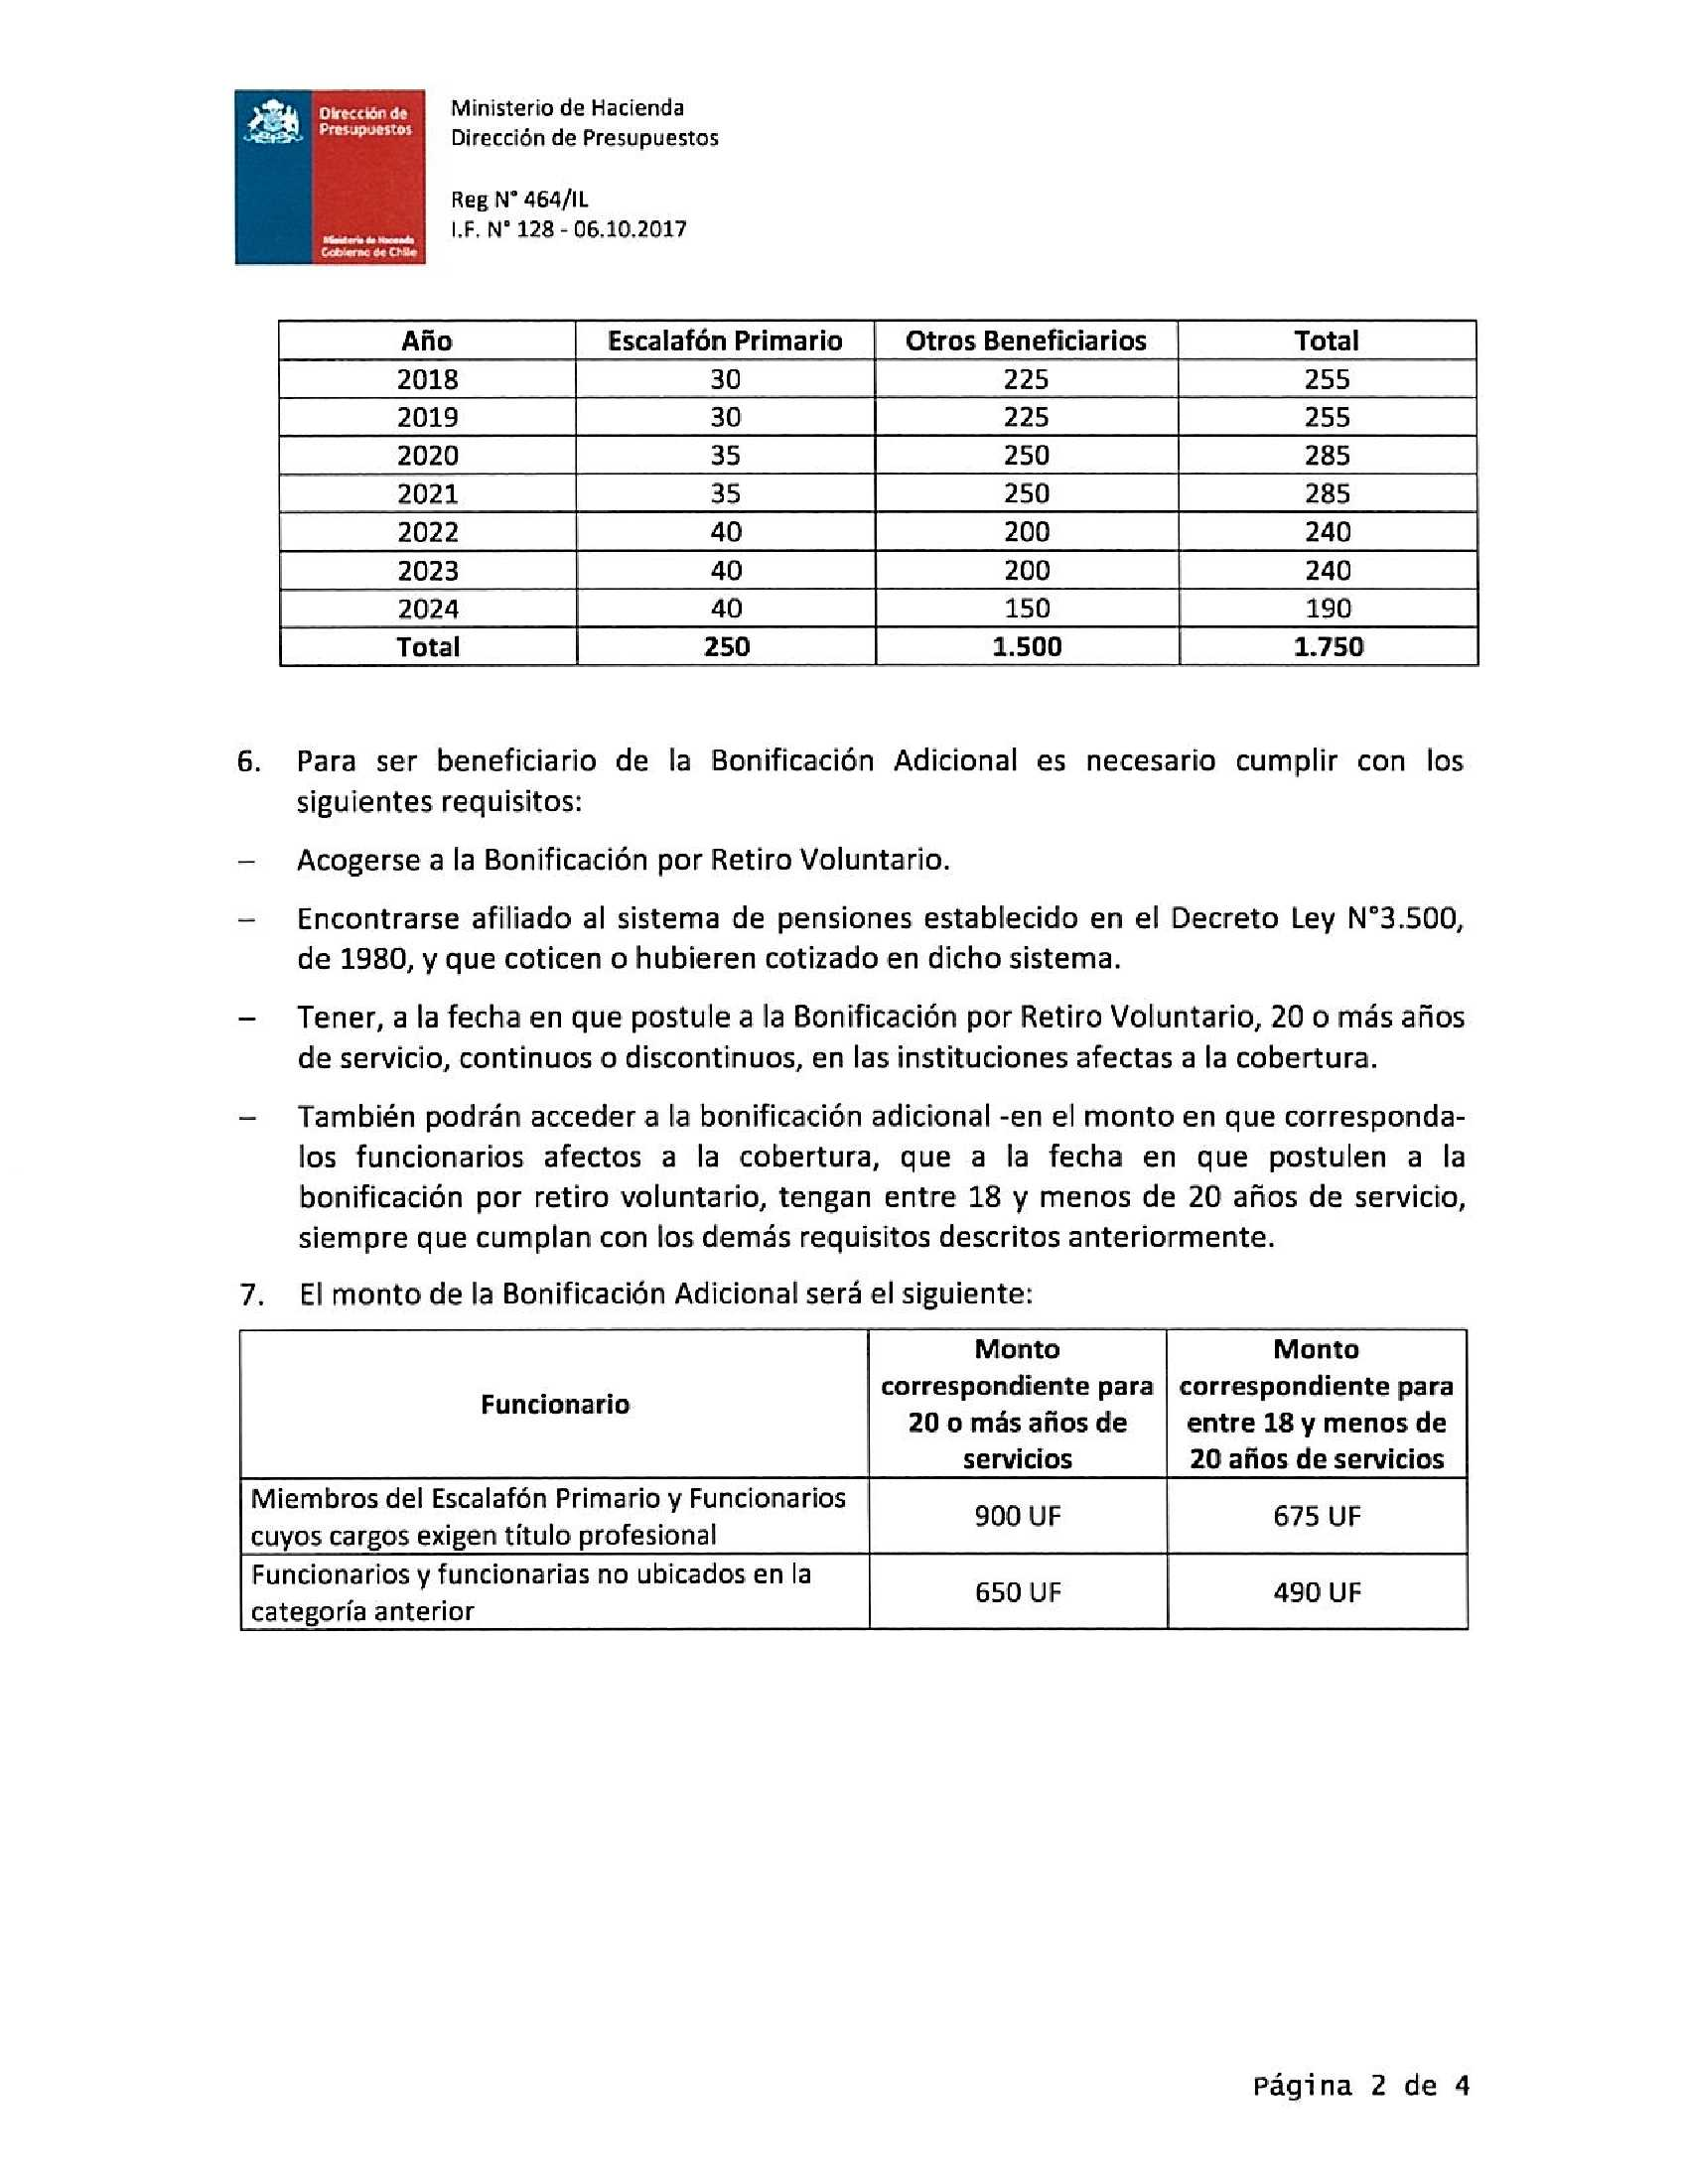 Dirección de
Presupuestos
Ministerio de Hacienda
Gobierno de Chile
Ministerio de Hacienda
Dirección de Presupuestos
Reg N° 464/IL
I.F. N° 128 - 06.10.2017
Año Escalafón Primario Otros Beneficiarios Total
2018 30 225 255
2019 30 225 255
2020 35 250 285
2021 35 250 285
2022 40 200 240
2023 40 200 240
2024 40 150 190
Total 250 1.500 1.750
6. Para ser beneficiario de la Bonificación Adicional es necesario cumplir con los
siguientes requisitos:
– Acogerse a la Bonificación por Retiro Voluntario.
– Encontrarse afiliado al sistema de pensiones establecido en el Decreto Ley N°3.500,
de 1980, y que coticen o hubieren cotizado en dicho sistema.
– Tener, a la fecha en que postule a la Bonificación por Retiro Voluntario, 20 o más años
de servicio, continuos o discontinuos, en las instituciones afectas a la cobertura.
– También podrán acceder a la bonificación adicional -en el monto en que corresponda-
los funcionarios afectos a la cobertura, que a la fecha en que postulen a la
bonificación por retiro voluntario, tengan entre 18 y menos de 20 años de servicio,
siempre que cumplan con los demás requisitos descritos anteriormente.
7. El monto de la Bonificación Adicional será el siguiente:
Funcionario
Monto
correspondiente para
20 o más años de
servicios
Monto
correspondiente para
entre 18 y menos de
20 años de servicios
Miembros del Escalafón Primario y Funcionarios
cuyos cargos exigen título profesional
900 UF 675 UF
Funcionarios y funcionarias no ubicados en la
categoría anterior
650 UF 490 UF
Página 2 de 4